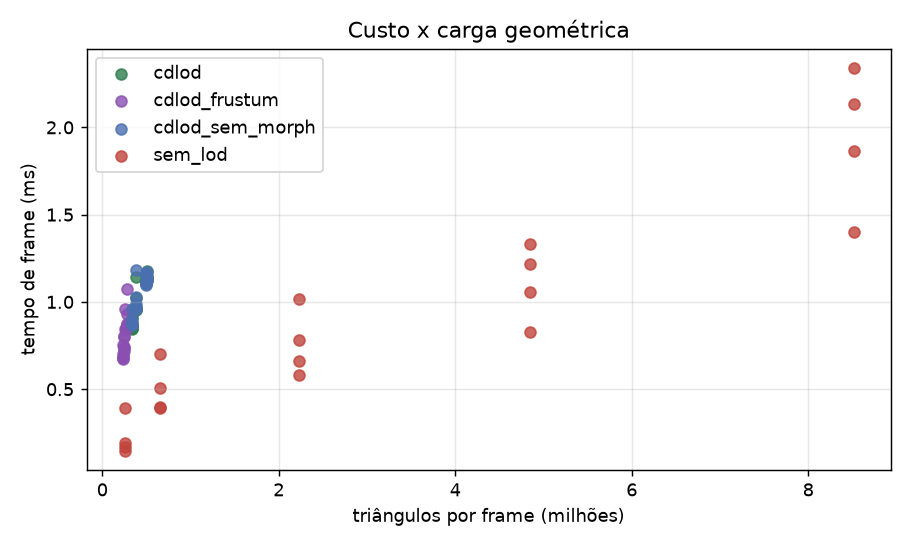 Custo x carga geométrica
cdlod
cdlod_frustum
cdlod_sem_morph
sem_lod
tempo de frame (ms)
2.0
1.5
1.0
0.5
0
2
4
6
8
triângulos por frame (milhões)